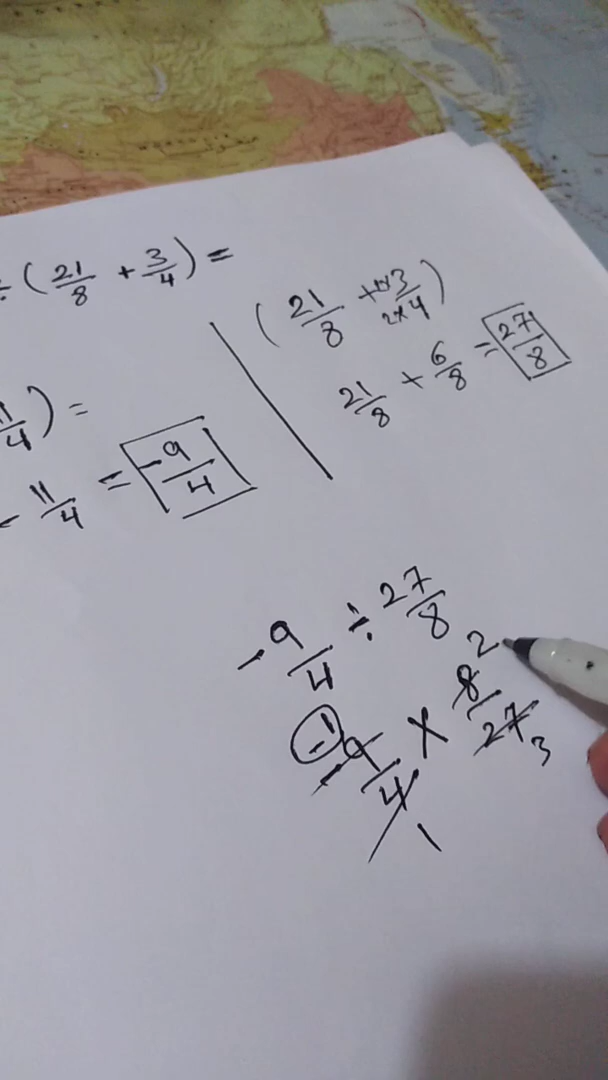 ÷ (21/8 + 3/4) =
11/4) =
- 11/4 = -9/4
(21/8 + 2×3/2×4)
21/8 + 6/8 = 27/8
-9/4 ÷ 27/8
2
-1
-9/4 × 8/27
3
1